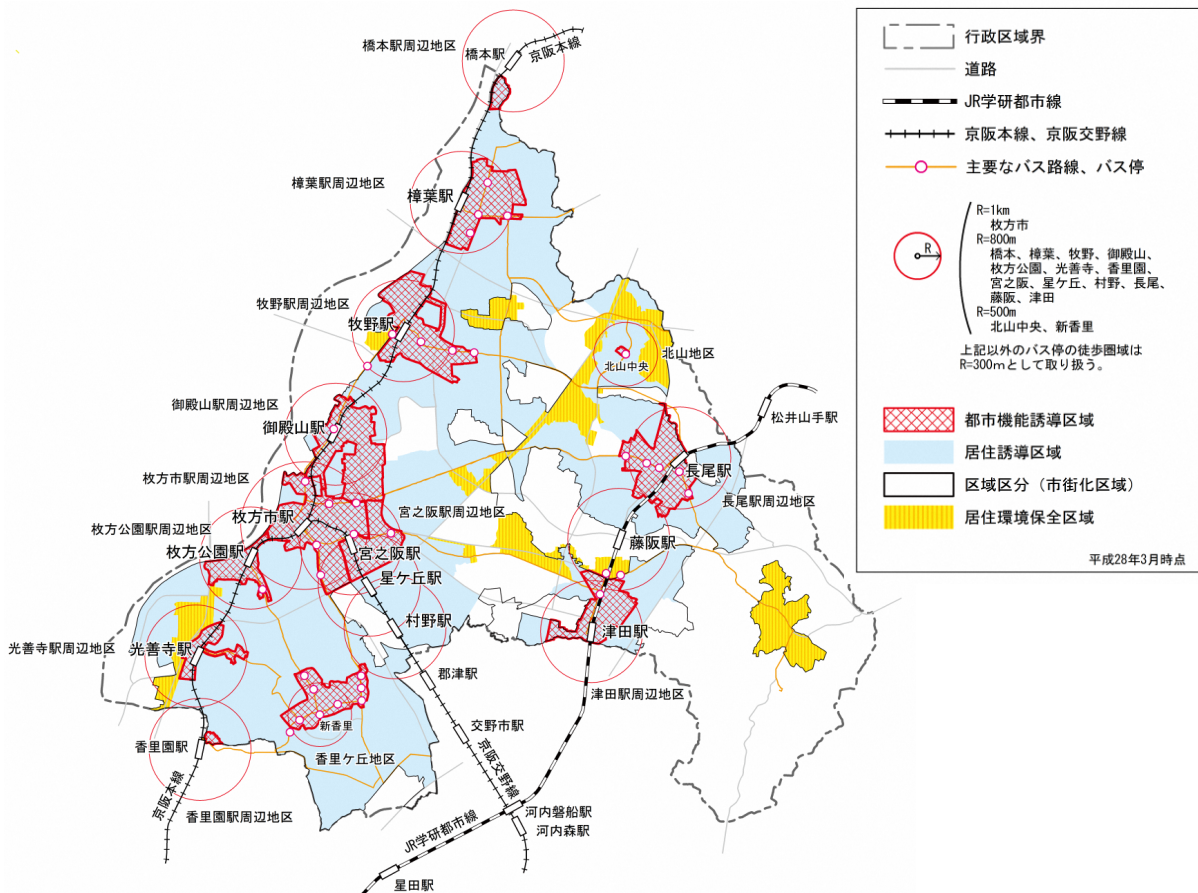 橋本駅周辺地区
橋本駅
京阪本線
樟葉駅周辺地区
樟葉駅
牧野駅周辺地区
牧野駅
北山地区
北山中央
御殿山駅周辺地区
御殿山駅
松井山手駅
長尾駅
長尾駅周辺地区
枚方市駅周辺地区
枚方市駅
宮之阪駅周辺地区
枚方公園駅周辺地区
枚方公園駅
宮之阪駅
藤阪駅
星ケ丘駅
村野駅
津田駅
光善寺駅周辺地区
光善寺駅
郡津駅
津田駅周辺地区
新香里
交野市駅
香里園駅
香里ケ丘地区
京阪交野線
京阪本線
香里園駅周辺地区
河内磐船駅
河内森駅
JR学研都市線
星田駅
行政区域界
道路
JR学研都市線
京阪本線、京阪交野線
主要なバス路線、バス停
R
R=1km
枚方市
R=800m
橋本、樟葉、牧野、御殿山、
枚方公園、光善寺、香里園、
宮之阪、星ケ丘、村野、長尾、
藤阪、津田
R=500m
北山中央、新香里
上記以外のバス停の徒歩圏域は
R=300mとして取り扱う。
都市機能誘導区域
居住誘導区域
区域区分（市街化区域）
居住環境保全区域
平成28年3月時点